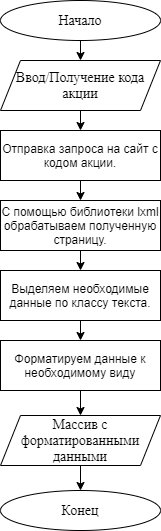 Начало
Ввод/Получение кода
акции
Отправка запроса на сайт с
кодом акции.
С помощью библиотеки lxml
обрабатываем полученную
страницу.
Выделяем необходимые
данные по классу текста.
Форматируем данные к
необходимому виду
Массив с
форматированными
данными
Конец